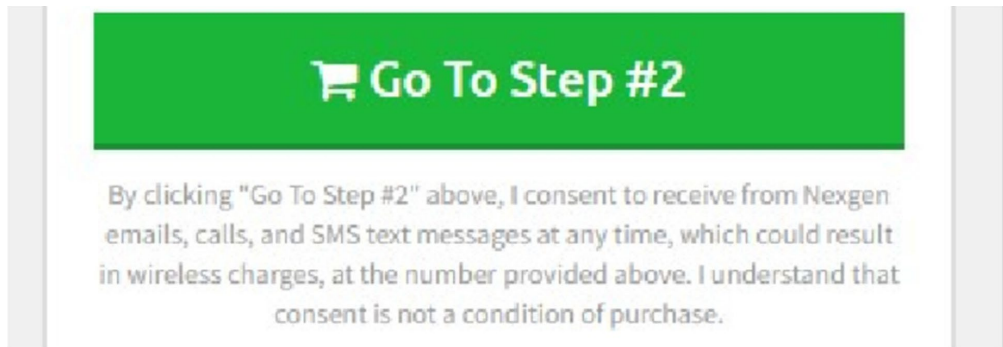 Go To Step #2
By clicking "Go To Step #2" above, I consent to receive from Nexgen
emails, calls, and SMS text messages at any time, which could result
in wireless charges, at the number provided above. I understand that
consent is not a condition of purchase.